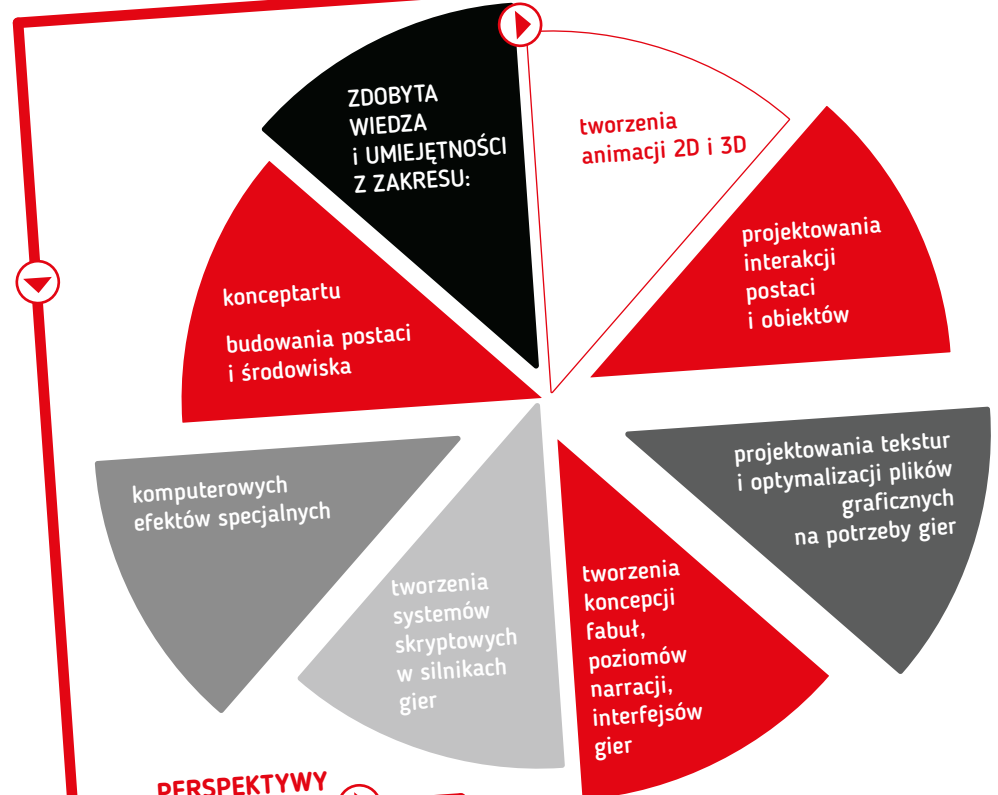 ZDOBYTA
WIEDZA
i UMIEJĘTNOŚCI
Z ZAKRESU:
tworzenia
animacji 2D i 3D
projektowania
interakcji
postaci
i obiektów
projektowania tekstur
i optymalizacji plików
graficznych
na potrzeby gier
tworzenia
koncepcji
fabuł,
poziomów
narracji,
interfejsów
gier
tworzenia
systemów
skryptowych
w silnikach
gier
komputerowych
efektów specjalnych
konceptartu
budowania postaci
i środowiska
PERSPEKTYWY